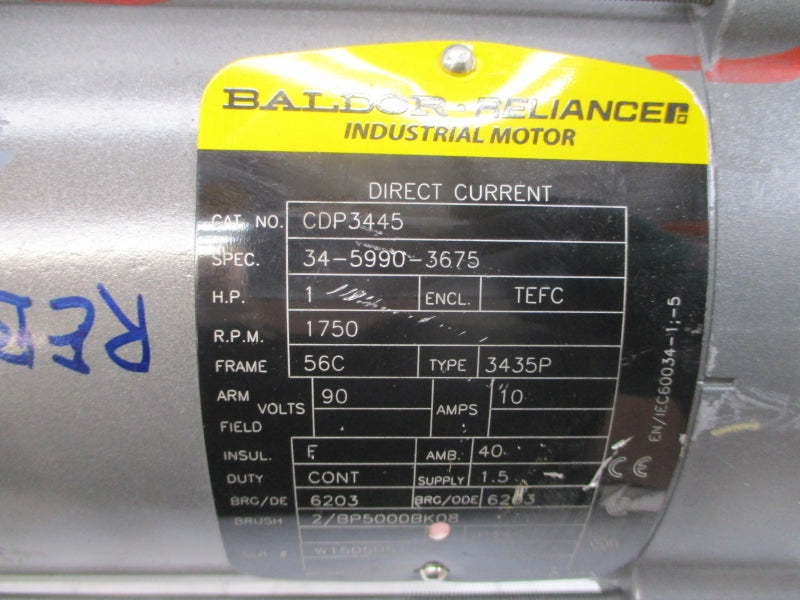 BALDOR · RELIANCE
INDUSTRIAL MOTOR
DIRECT CURRENT
CAT. NO. CDP3445
SPEC. 34-5990-3675
H.P. 1 ENCL. TEFC
R.P.M. 1750
FRAME 56C TYPE 3435P
ARM VOLTS 90 AMPS 10
FIELD
INSUL. F AMB. 40
DUTY CONT SUPPLY 1.5
BRG/DE 6203 BRG/ODE 6203
BRUSH 2/BP5000BK08
EN/IEC60034-1;-5
CE